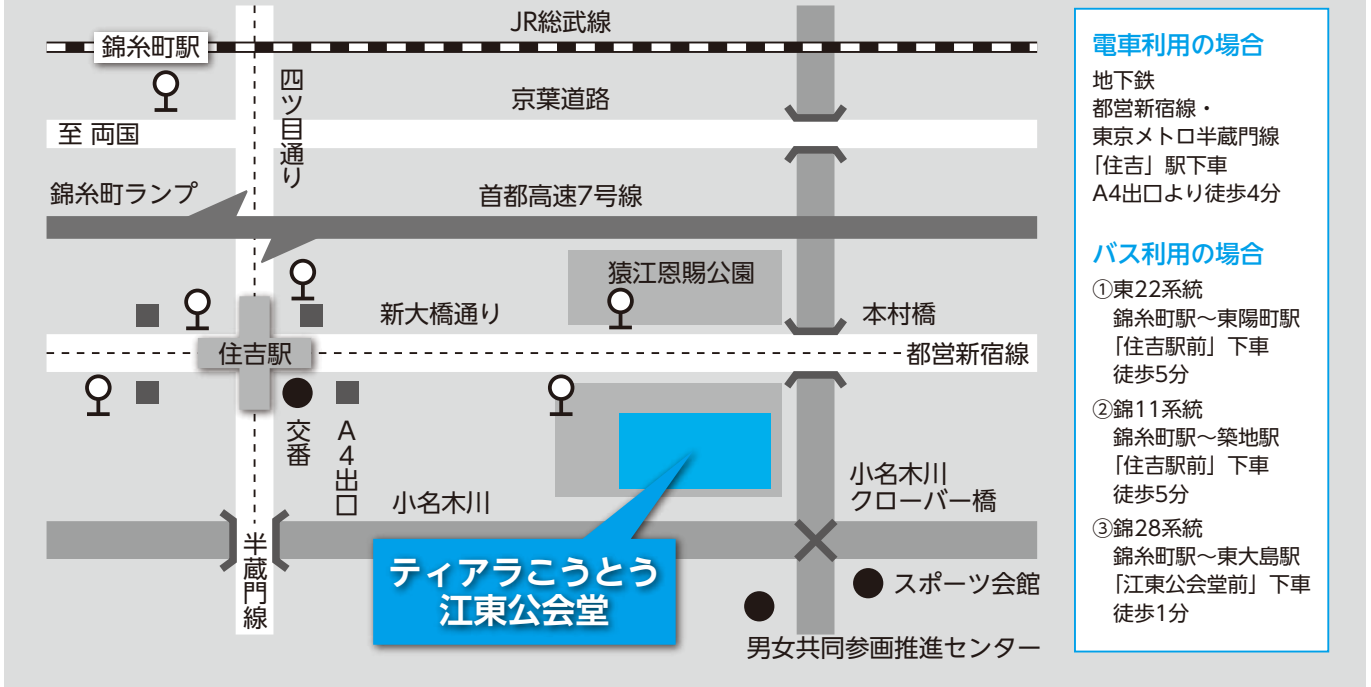 JR総武線
錦糸町駅
四ツ目通り
京葉道路
至 両国
錦糸町ランプ
首都高速7号線
猿江恩賜公園
新大橋通り
本村橋
住吉駅
都営新宿線
交番
A4出口
小名木川
小名木川
クローバー橋
半蔵門線
ティアラこうとう
江東公会堂
スポーツ会館
男女共同参画推進センター
電車利用の場合
地下鉄
都営新宿線・
東京メトロ半蔵門線
「住吉」駅下車
A4出口より徒歩4分
バス利用の場合
①東22系統
錦糸町駅〜東陽町駅
「住吉駅前」下車
徒歩5分
②錦11系統
錦糸町駅〜築地駅
「住吉駅前」下車
徒歩5分
③錦28系統
錦糸町駅〜東大島駅
「江東公会堂前」下車
徒歩1分